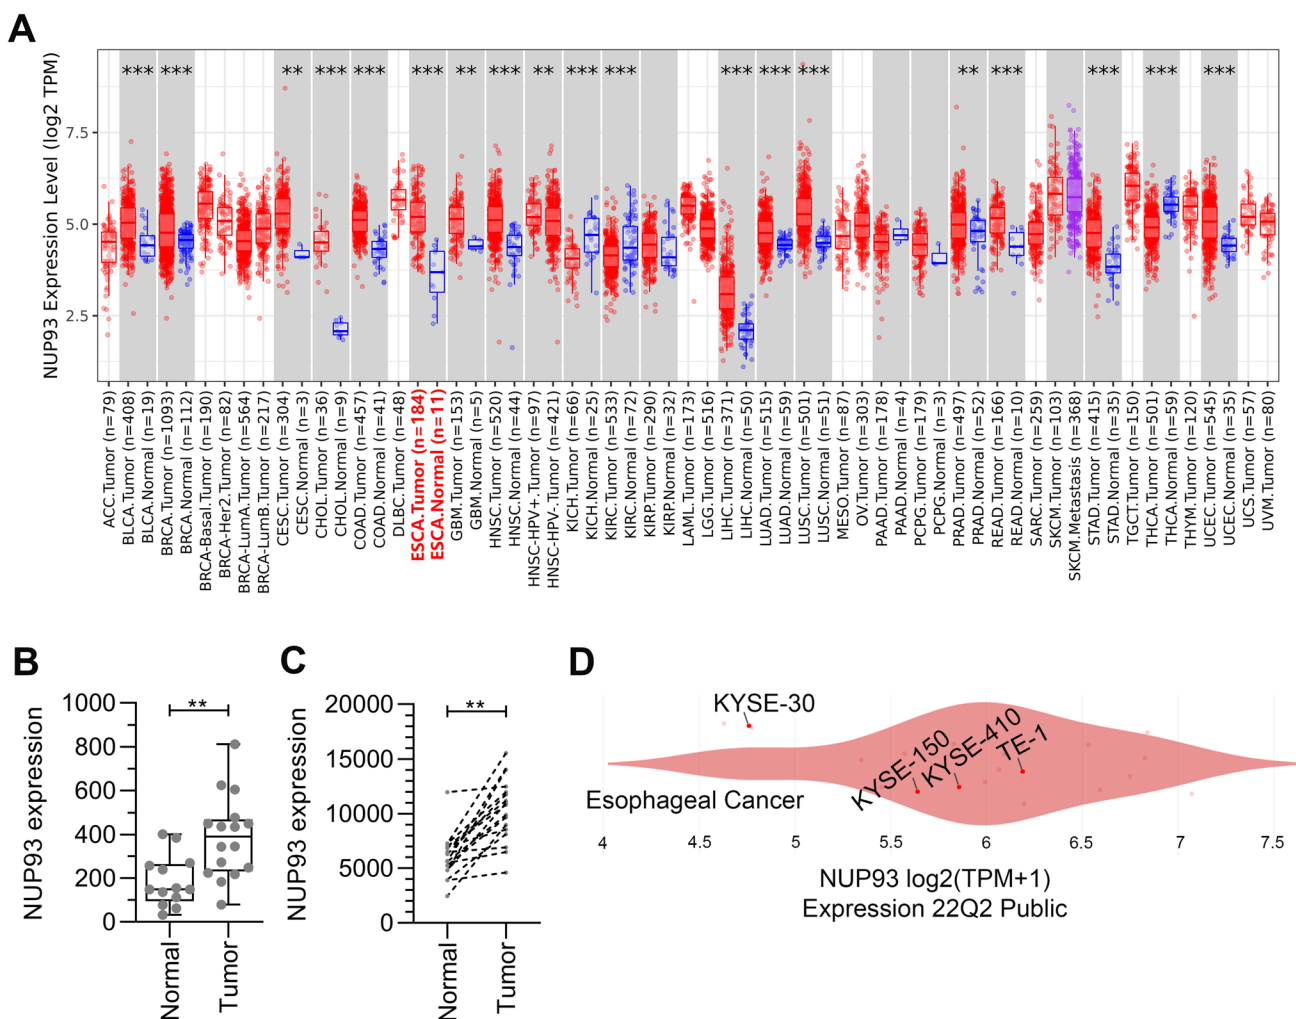 A
NUP93 Expression Level (log2 TPM)
7.5
5.0
2.5
*** *** ** *** *** *** ** *** ** *** *** *** *** *** ** *** *** *** ***
ACC.Tumor (n=79)
BLCA.Tumor (n=408)
BLCA.Normal (n=19)
BRCA.Tumor (n=1093)
BRCA.Normal (n=112)
BRCA-Basal.Tumor (n=190)
BRCA-Her2.Tumor (n=82)
BRCA-LumA.Tumor (n=564)
BRCA-LumB.Tumor (n=217)
CESC.Tumor (n=304)
CESC.Normal (n=3)
CHOL.Tumor (n=36)
CHOL.Normal (n=9)
COAD.Tumor (n=457)
COAD.Normal (n=41)
DLBC.Tumor (n=48)
ESCA.Tumor (n=184)
ESCA.Normal (n=11)
GBM.Tumor (n=153)
GBM.Normal (n=5)
HNSC.Tumor (n=520)
HNSC.Normal (n=44)
HNSC-HPV+.Tumor (n=97)
HNSC-HPV-.Tumor (n=421)
KICH.Tumor (n=66)
KICH.Normal (n=25)
KIRC.Tumor (n=533)
KIRC.Normal (n=72)
KIRP.Tumor (n=290)
KIRP.Normal (n=32)
LAML.Tumor (n=173)
LGG.Tumor (n=516)
LIHC.Tumor (n=371)
LIHC.Normal (n=50)
LUAD.Tumor (n=515)
LUAD.Normal (n=59)
LUSC.Tumor (n=501)
LUSC.Normal (n=51)
MESO.Tumor (n=87)
OV.Tumor (n=303)
PAAD.Tumor (n=178)
PAAD.Normal (n=4)
PCPG.Tumor (n=179)
PCPG.Normal (n=3)
PRAD.Tumor (n=497)
PRAD.Normal (n=52)
READ.Tumor (n=166)
READ.Normal (n=10)
SARC.Tumor (n=259)
SKCM.Tumor (n=103)
SKCM.Metastasis (n=368)
STAD.Tumor (n=415)
STAD.Normal (n=35)
TGCT.Tumor (n=150)
THCA.Tumor (n=501)
THCA.Normal (n=59)
THYM.Tumor (n=120)
UCEC.Tumor (n=545)
UCEC.Normal (n=35)
UCS.Tumor (n=57)
UVM.Tumor (n=80)
B
NUP93 expression
1000
800
600
400
200
0
**
Normal
Tumor
C
NUP93 expression
20000
15000
10000
5000
0
**
Normal
Tumor
D
KYSE-30
KYSE-150
KYSE-410
TE-1
Esophageal Cancer
4 4.5 5 5.5 6 6.5 7 7.5
NUP93 log2(TPM+1)
Expression 22Q2 Public